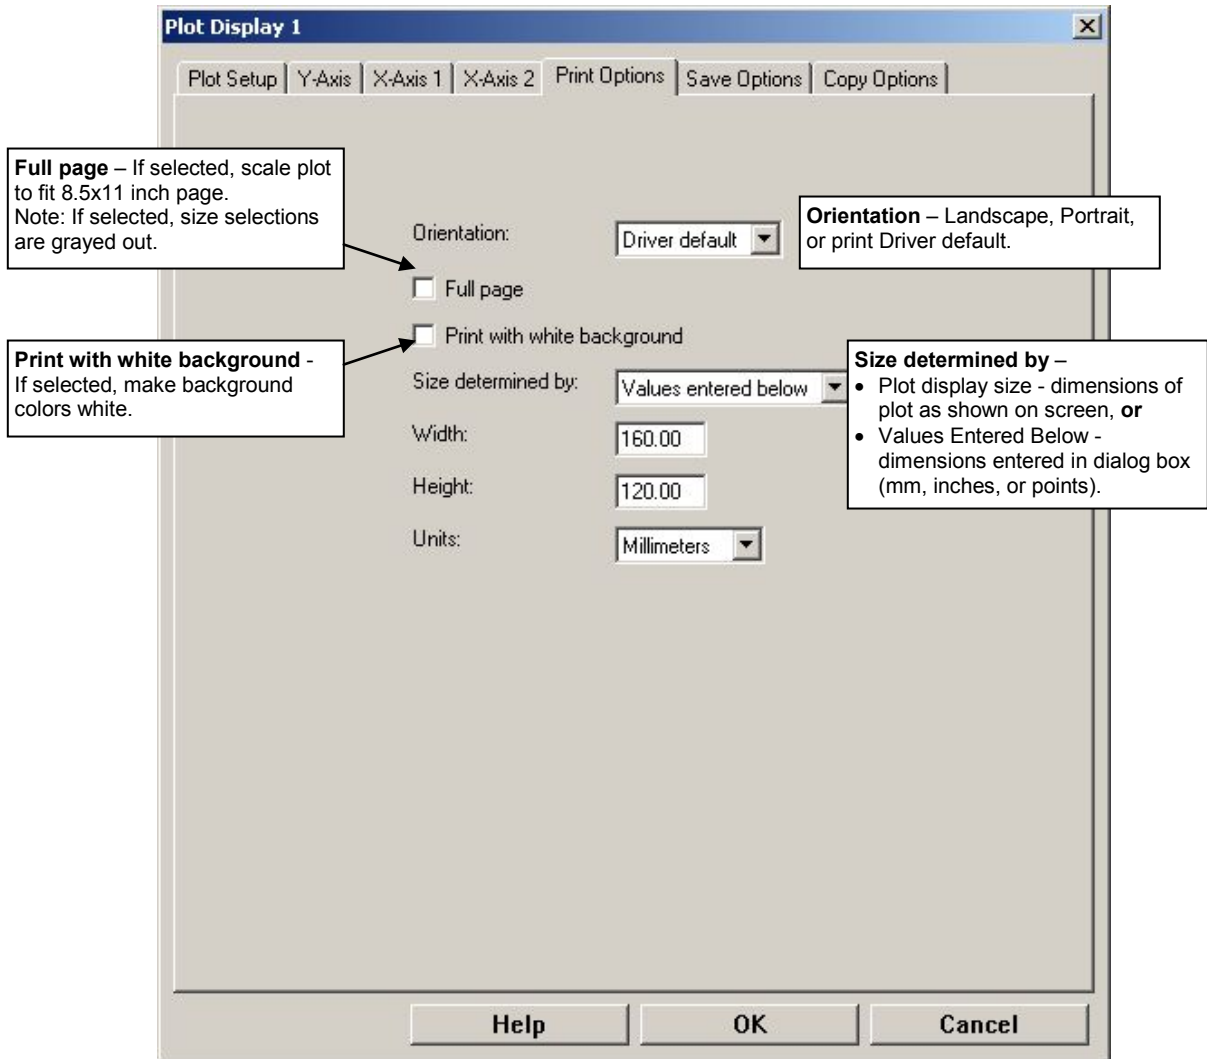 Plot Display 1
Plot Setup
Y-Axis
X-Axis 1
X-Axis 2
Print Options
Save Options
Copy Options
Full page – If selected, scale plot
to fit 8.5x11 inch page.
Note: If selected, size selections
are grayed out.
Orientation:
Driver default
Orientation – Landscape, Portrait,
or print Driver default.
Full page
Print with white background
Print with white background -
If selected, make background
colors white.
Size determined by:
Values entered below
Size determined by –
• Plot display size - dimensions of
plot as shown on screen, or
• Values Entered Below -
dimensions entered in dialog box
(mm, inches, or points).
Width:
160.00
Height:
120.00
Units:
Millimeters
Help
OK
Cancel